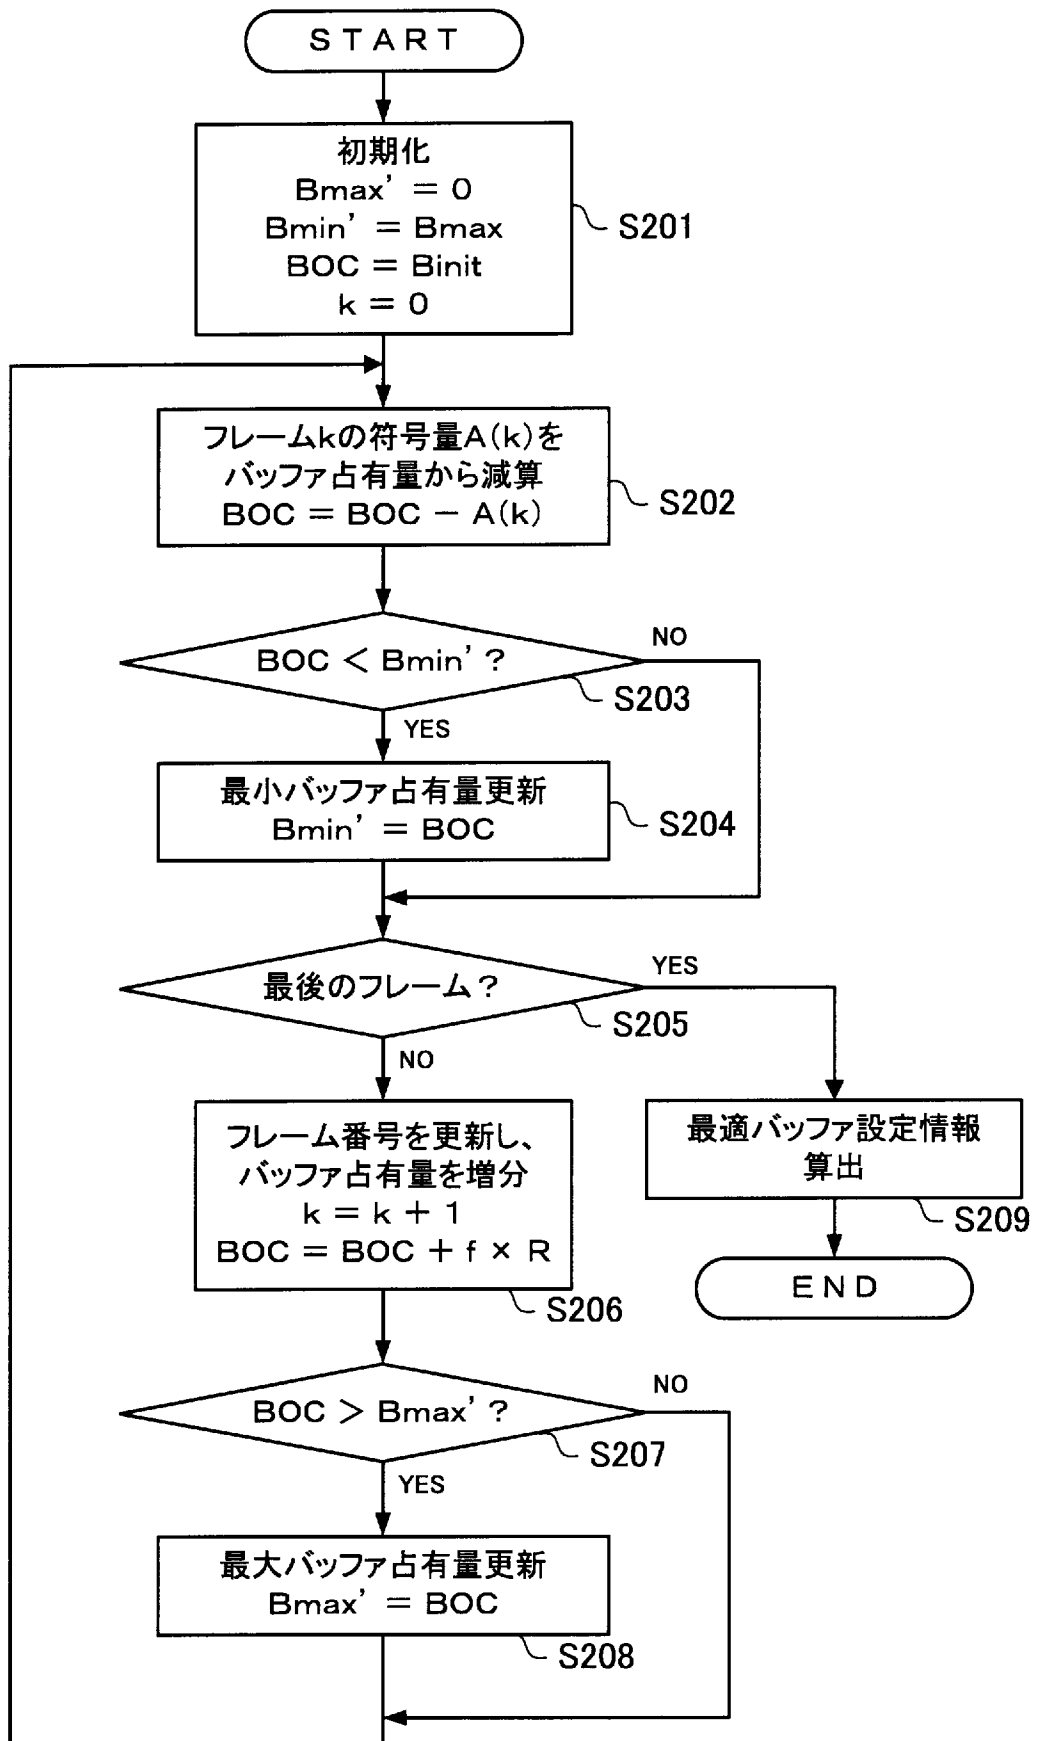 START
初期化
Bmax' = 0
Bmin' = Bmax
BOC = Binit
k = 0
S201
フレームkの符号量A(k)を
バッファ占有量から減算
BOC = BOC − A(k)
S202
BOC < Bmin' ?
NO
S203
YES
最小バッファ占有量更新
Bmin' = BOC
S204
最後のフレーム?
YES
S205
NO
フレーム番号を更新し、
バッファ占有量を増分
k = k + 1
BOC = BOC + f × R
S206
最適バッファ設定情報
算出
S209
END
BOC > Bmax' ?
NO
S207
YES
最大バッファ占有量更新
Bmax' = BOC
S208